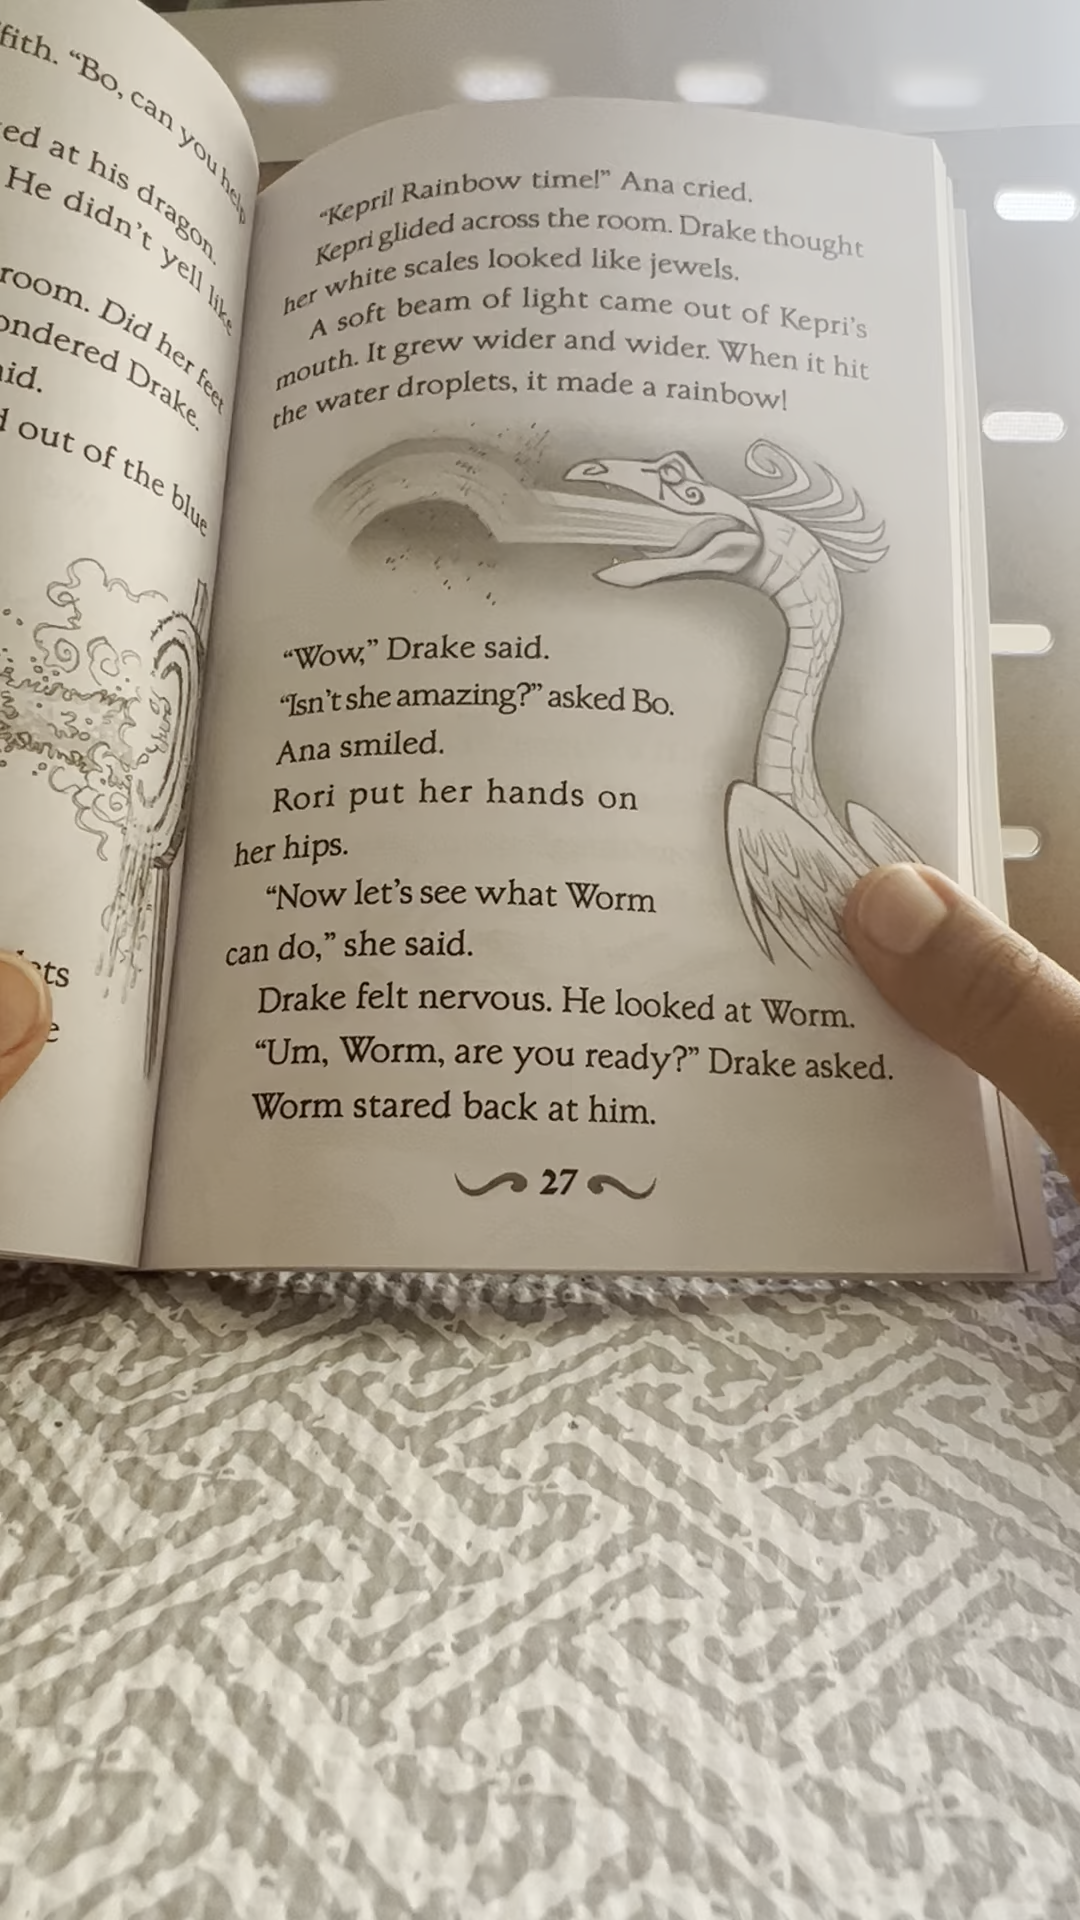 fith. “Bo, can you help
ed at his dragon.
He didn’t yell like
room. Did her feet
ondered Drake.
aid.
out of the blue
ets
e
“Kepri! Rainbow time!” Ana cried.
Kepri glided across the room. Drake thought
her white scales looked like jewels.
A soft beam of light came out of Kepri’s
mouth. It grew wider and wider. When it hit
the water droplets, it made a rainbow!
“Wow,” Drake said.
“Isn’t she amazing?” asked Bo.
Ana smiled.
Rori put her hands on
her hips.
“Now let’s see what Worm
can do,” she said.
Drake felt nervous. He looked at Worm.
“Um, Worm, are you ready?” Drake asked.
Worm stared back at him.
27